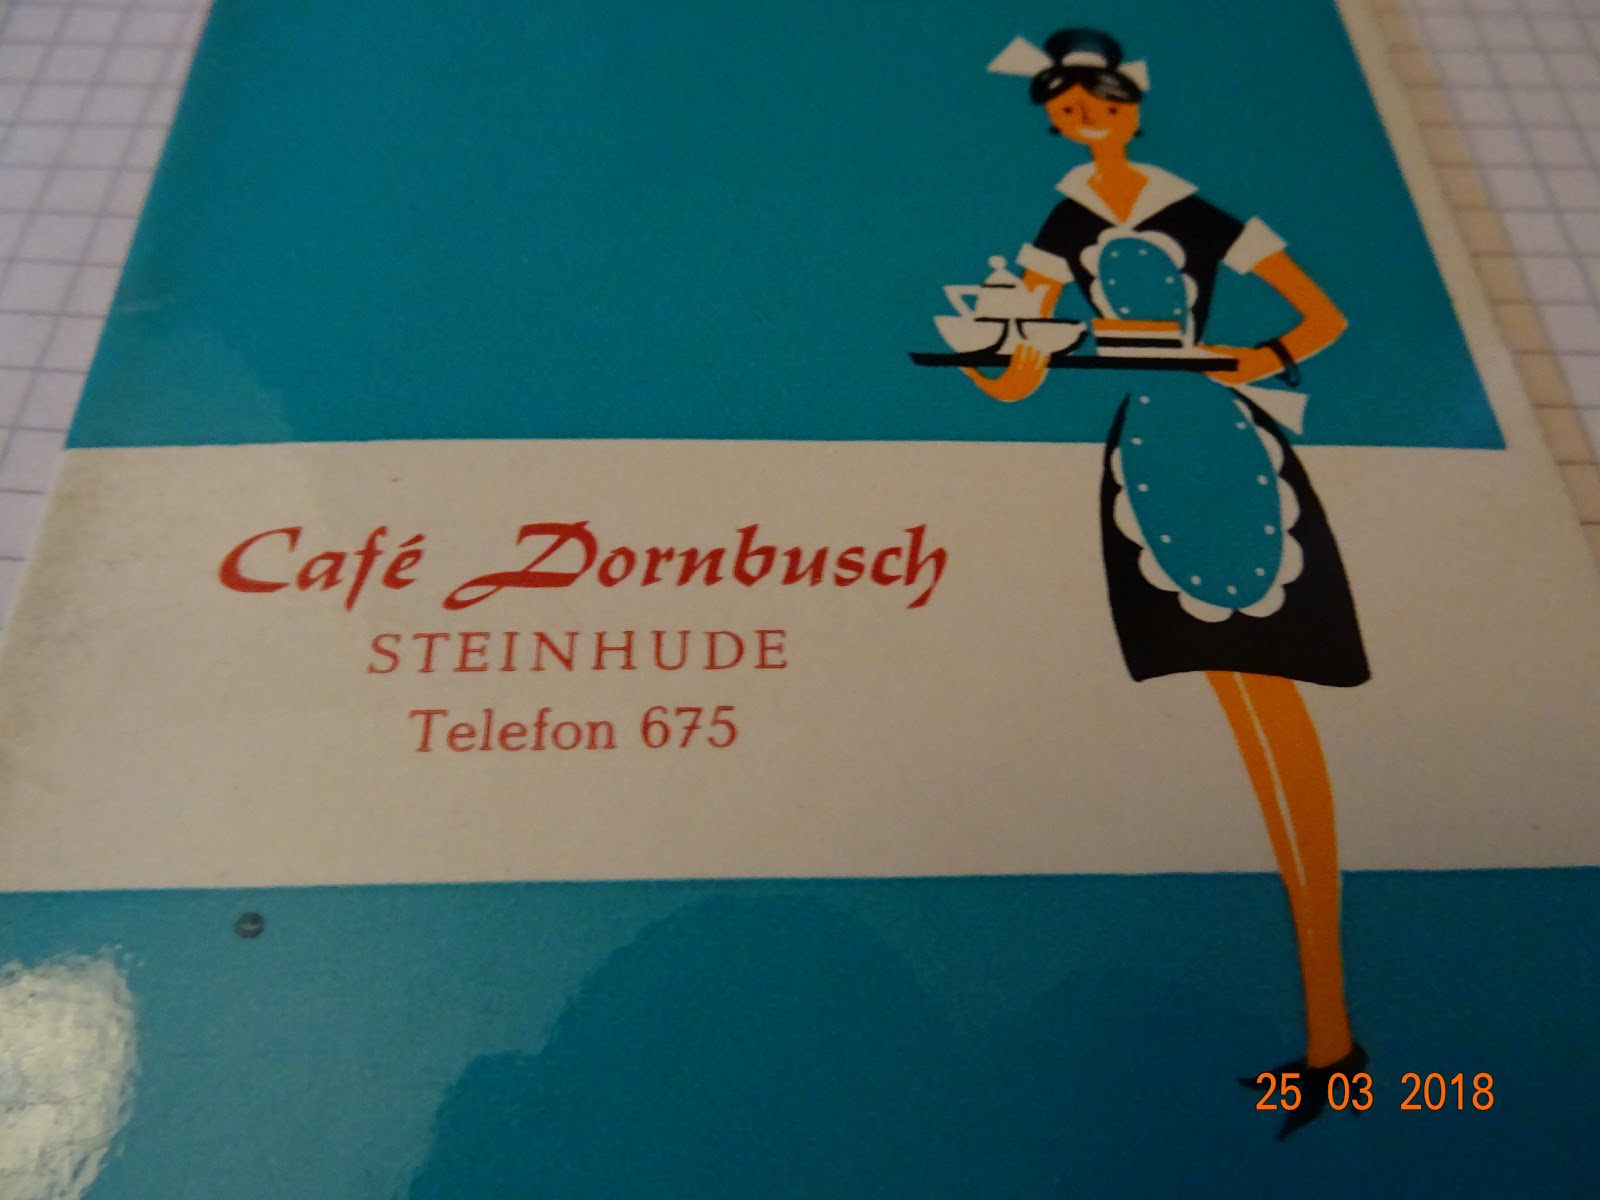 Café Dornbusch
STEINHUDE
Telefon 675
25 03 2018